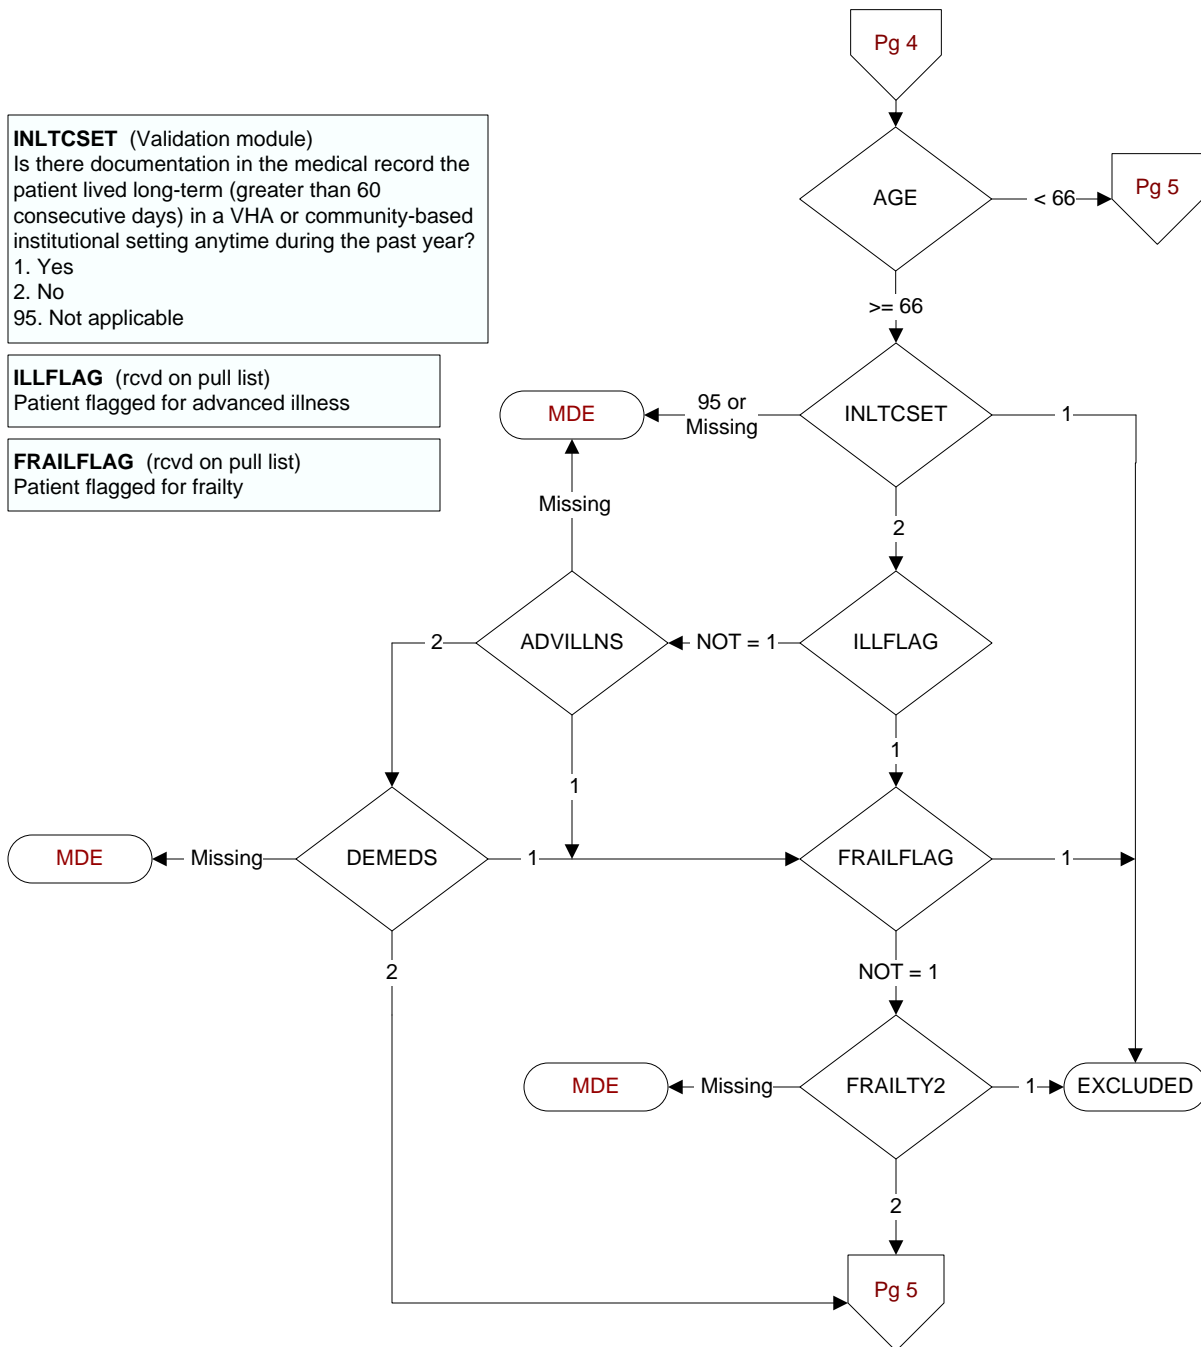 Pg 4
INLTCSET (Validation module)
Is there documentation in the medical record the
patient lived long-term (greater than 60
consecutive days) in a VHA or community-based
institutional setting anytime during the past year?
1. Yes
2. No
95. Not applicable
AGE
< 66
Pg 5
>= 66
ILLFLAG (rcvd on pull list)
Patient flagged for advanced illness
FRAILFLAG (rcvd on pull list)
Patient flagged for frailty
MDE
95 or
Missing
INLTCSET
1
Missing
2
2
ADVILLNS
NOT = 1
ILLFLAG
1
1
MDE
Missing
DEMEDS
1
FRAILFLAG
1
2
NOT = 1
MDE
Missing
FRAILTY2
1
EXCLUDED
2
Pg 5